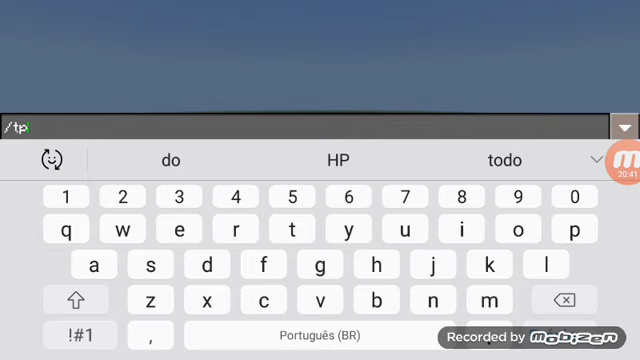 /tp
do HP todo
20:41
1 2 3 4 5 6 7 8 9 0
q w e r t y u i o p
a s d f g h j k l
z x c v b n m
!#1 , Português (BR)
Recorded by mobizen